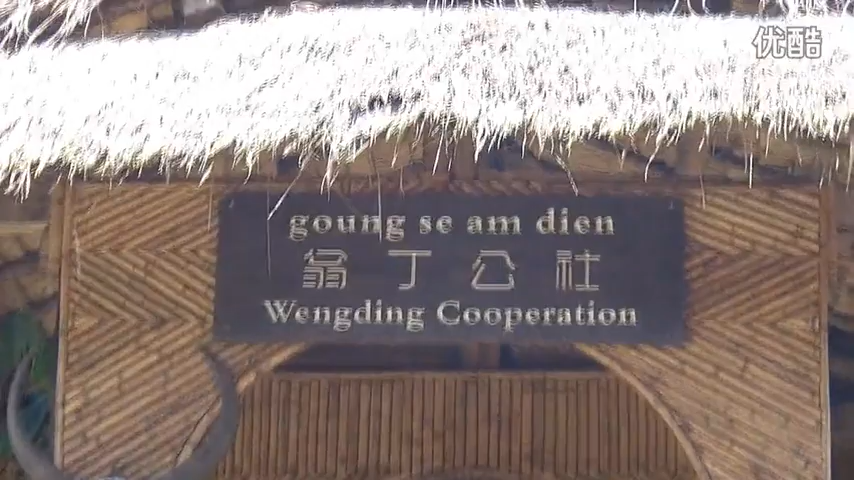 优酷
goung se am dien
翁丁公社
Wengding Cooperation